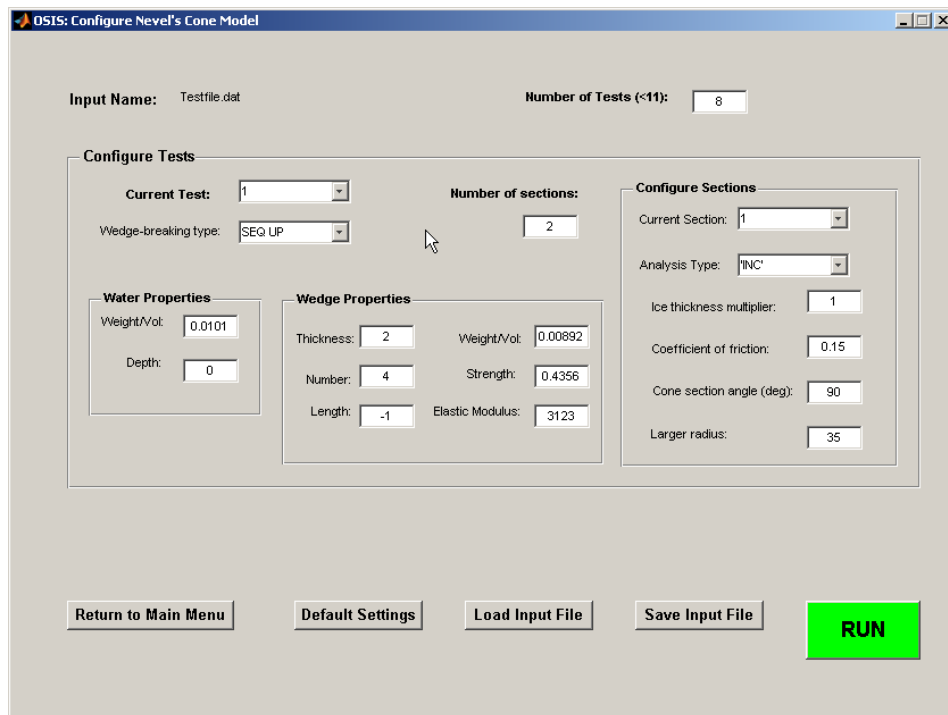 OSIS: Configure Nevel's Cone Model
Input Name: Testfile.dat
Number of Tests (<11): 8
Configure Tests
Current Test: 1
Wedge-breaking type: SEQ UP
Number of sections:
2
Water Properties
Weight/Vol: 0.0101
Depth: 0
Wedge Properties
Thickness: 2
Weight/Vol: 0.00892
Number: 4
Strength: 0.4356
Length: -1
Elastic Modulus: 3123
Configure Sections
Current Section: 1
Analysis Type: 'INC'
Ice thickness multiplier: 1
Coefficient of friction: 0.15
Cone section angle (deg): 90
Larger radius: 35
Return to Main Menu
Default Settings
Load Input File
Save Input File
RUN